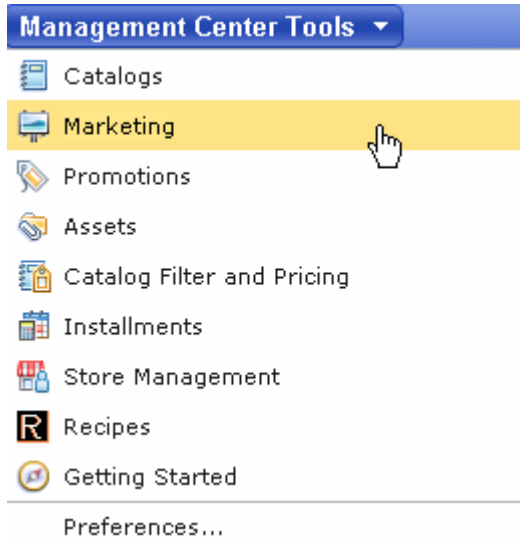 Management Center Tools
Catalogs
Marketing
Promotions
Assets
Catalog Filter and Pricing
Installments
Store Management
R Recipes
Getting Started
Preferences...